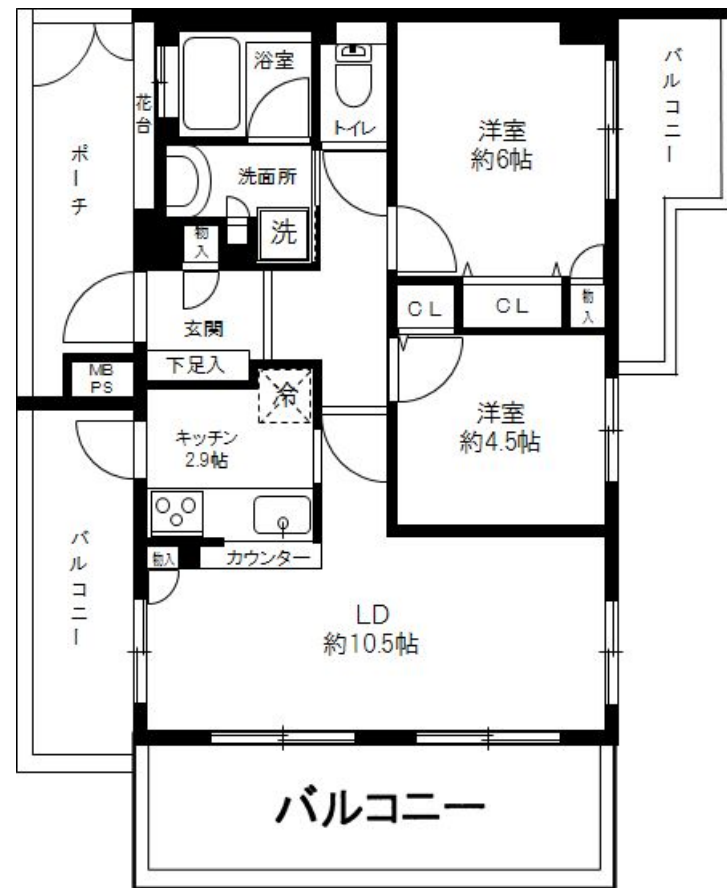 浴室
トイレ
バルコニー
花台
洋室
約6帖
ポーチ
洗面所
物入
洗
CL
CL
物入
玄関
下足入
MB
PS
冷
洋室
約4.5帖
キッチン
2.9帖
バルコニー
物入
カウンター
LD
約10.5帖
バルコニー